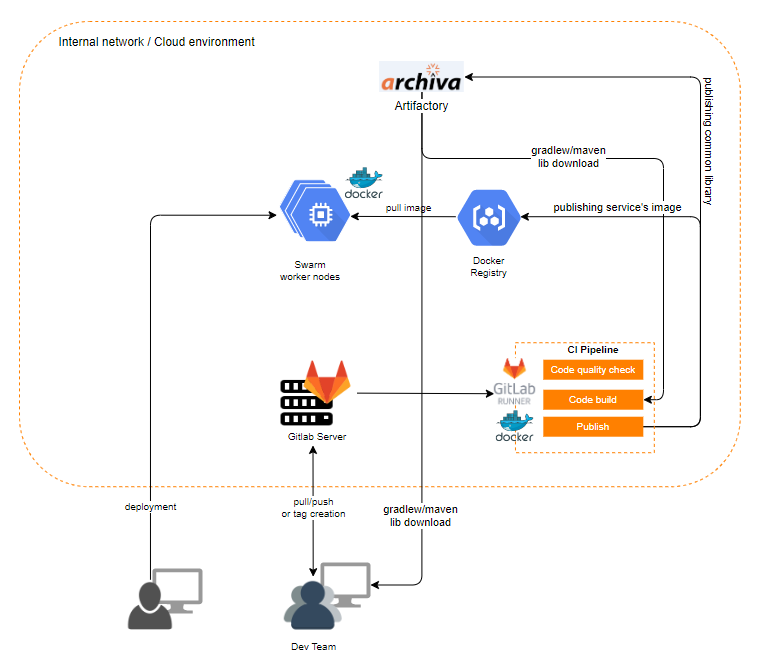 Internal network / Cloud environment
archiva
Artifactory
publishing common library
gradlew/maven
lib download
docker
pull image
publishing service's image
Swarm
worker nodes
Docker
Registry
CI Pipeline
Code quality check
GitLab
RUNNER
Code build
docker
Publish
Gitlab Server
deployment
pull/push
or tag creation
gradlew/maven
lib download
Dev Team